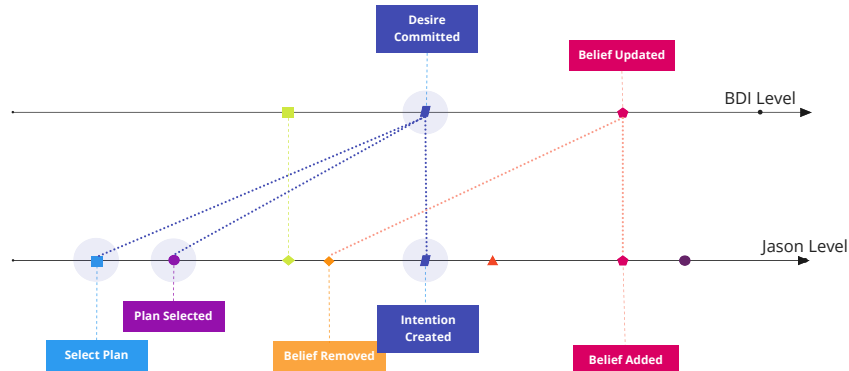 Desire
Committed
Belief Updated
BDI Level
Jason Level
Plan Selected
Intention
Created
Select Plan
Belief Removed
Belief Added